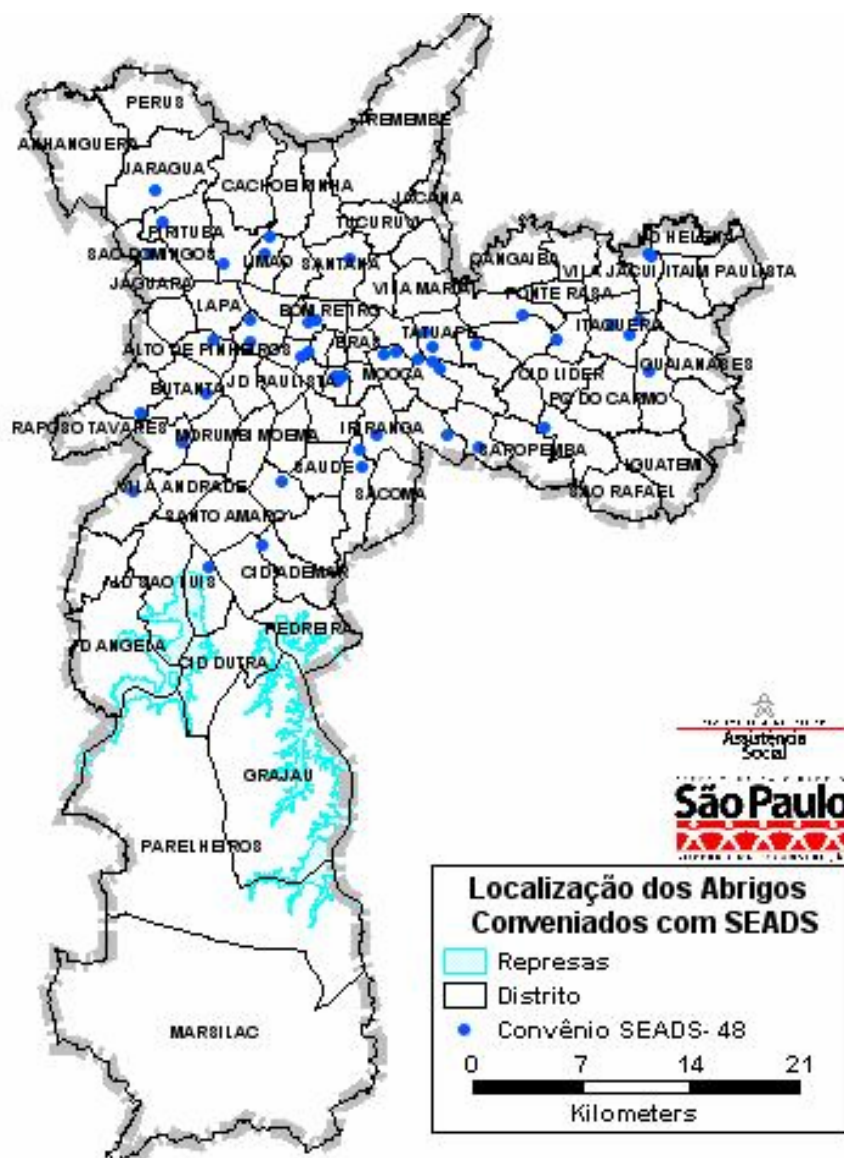 PERUS
TREMEMBE
ANHANGUERA
JARAGUA
CACHOEIRINHA
JACANA
TUCURUVI
PIRITUBA
SAO DOMINGOS
LIMAO
SANTANA
CANGAIBA
JD HELENA
VILA JACUI
ITAIM PAULISTA
JAGUARA
VILA MARIA
PONTE RASA
LAPA
BOM RETIRO
ITAQUERA
BRAS
TATUAPE
ALTO DE PINHEIROS
MOOCA
CID LIDER
GUAIANASES
BUTANTA
JD PAULISTA
PQ DO CARMO
RAPOSO TAVARES
MORUMBI
MOEMA
IPIRANGA
SAPOPEMBA
SAUDE
IGUATEMI
VILA ANDRADE
SACOMA
SAO RAFAEL
SANTO AMARO
CID ADEMAR
JD SAO LUIS
PEDREIRA
D ANGELA
CID DUTRA
GRAJAU
PARELHEIROS
MARSILAC
Assistência
Social
São Paulo
Localização dos Abrigos
Conveniados com SEADS
Represas
Distrito
Convênio SEADS- 48
0 7 14 21
Kilometers